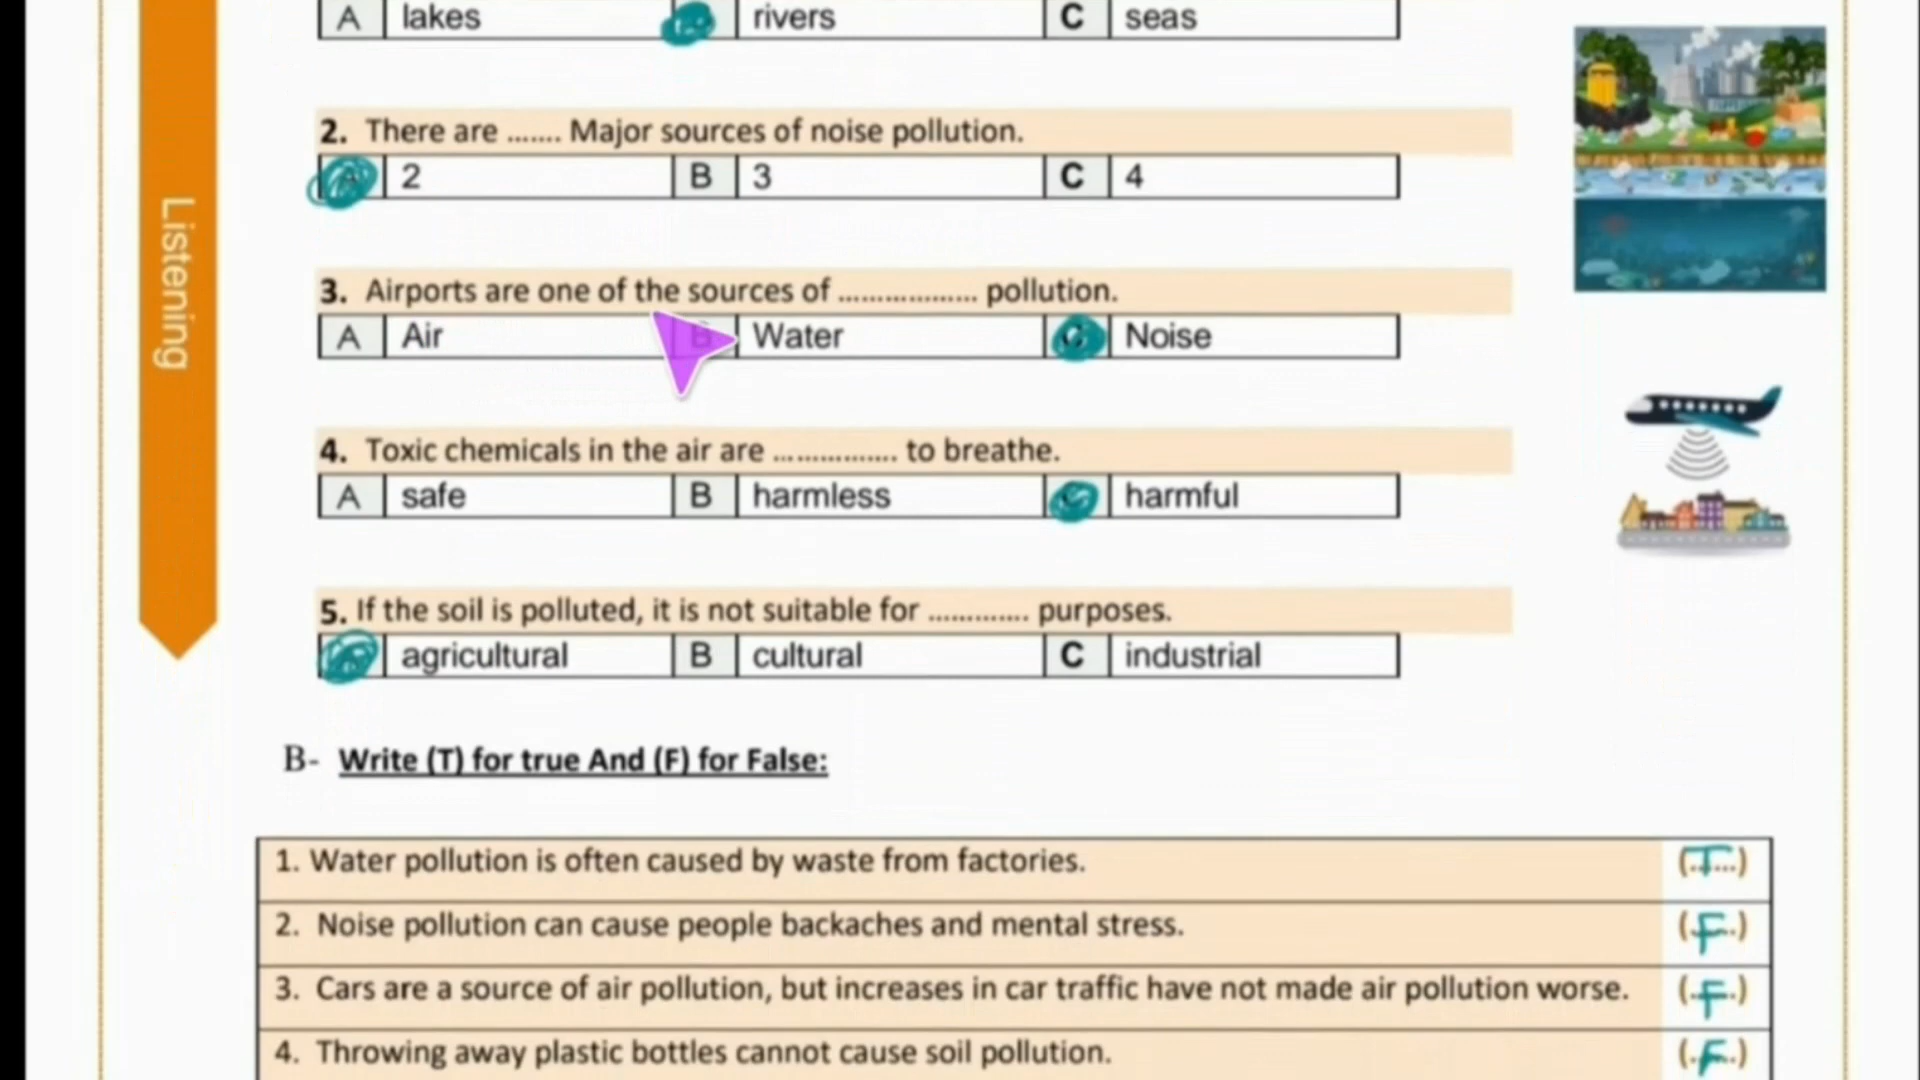 A lakes rivers C seas
2. There are ....... Major sources of noise pollution.
2 B 3 C 4
3. Airports are one of the sources of .................. pollution.
A Air B Water C Noise
4. Toxic chemicals in the air are ................ to breathe.
A safe B harmless C harmful
5. If the soil is polluted, it is not suitable for ............. purposes.
agricultural B cultural C industrial
Listening
B- Write (T) for true And (F) for False:
1. Water pollution is often caused by waste from factories. (T)
2. Noise pollution can cause people backaches and mental stress. (F)
3. Cars are a source of air pollution, but increases in car traffic have not made air pollution worse. (F)
4. Throwing away plastic bottles cannot cause soil pollution. (F)